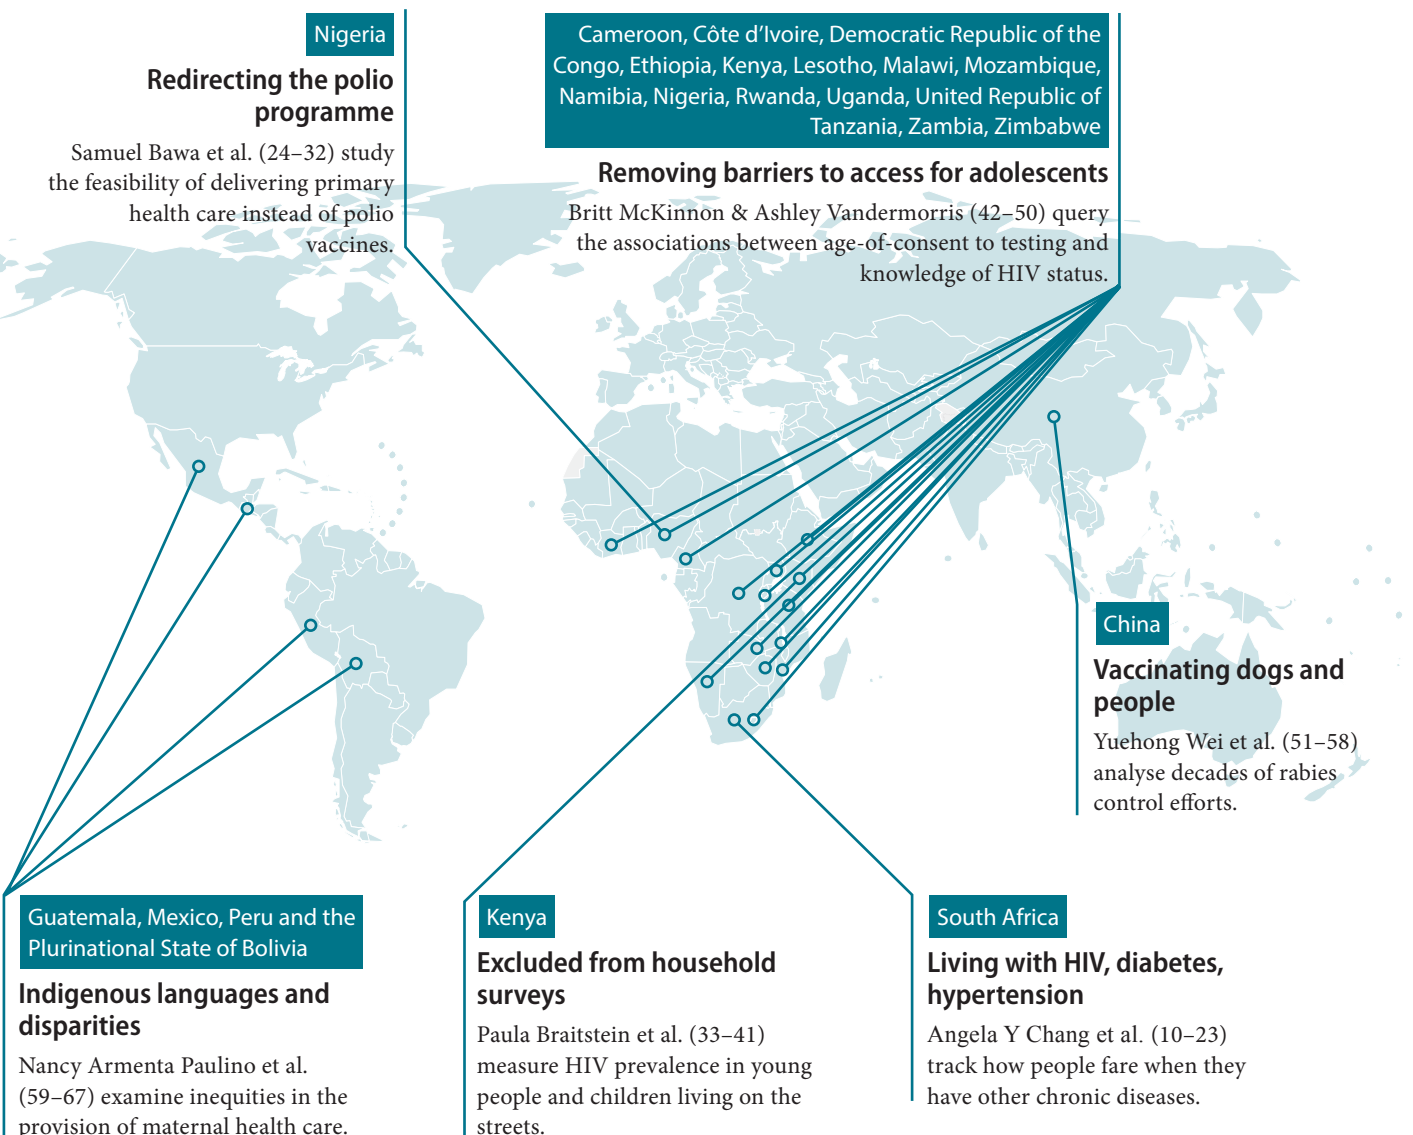 Nigeria
Redirecting the polio
programme
Samuel Bawa et al. (24–32) study
the feasibility of delivering primary
health care instead of polio
vaccines.
Cameroon, Côte d’Ivoire, Democratic Republic of the
Congo, Ethiopia, Kenya, Lesotho, Malawi, Mozambique,
Namibia, Nigeria, Rwanda, Uganda, United Republic of
Tanzania, Zambia, Zimbabwe
Removing barriers to access for adolescents
Britt McKinnon & Ashley Vandermorris (42–50) query
the associations between age-of-consent to testing and
knowledge of HIV status.
China
Vaccinating dogs and
people
Yuehong Wei et al. (51–58)
analyse decades of rabies
control efforts.
Guatemala, Mexico, Peru and the
Plurinational State of Bolivia
Indigenous languages and
disparities
Nancy Armenta Paulino et al.
(59–67) examine inequities in the
provision of maternal health care.
Kenya
Excluded from household
surveys
Paula Braitstein et al. (33–41)
measure HIV prevalence in young
people and children living on the
streets.
South Africa
Living with HIV, diabetes,
hypertension
Angela Y Chang et al. (10–23)
track how people fare when they
have other chronic diseases.